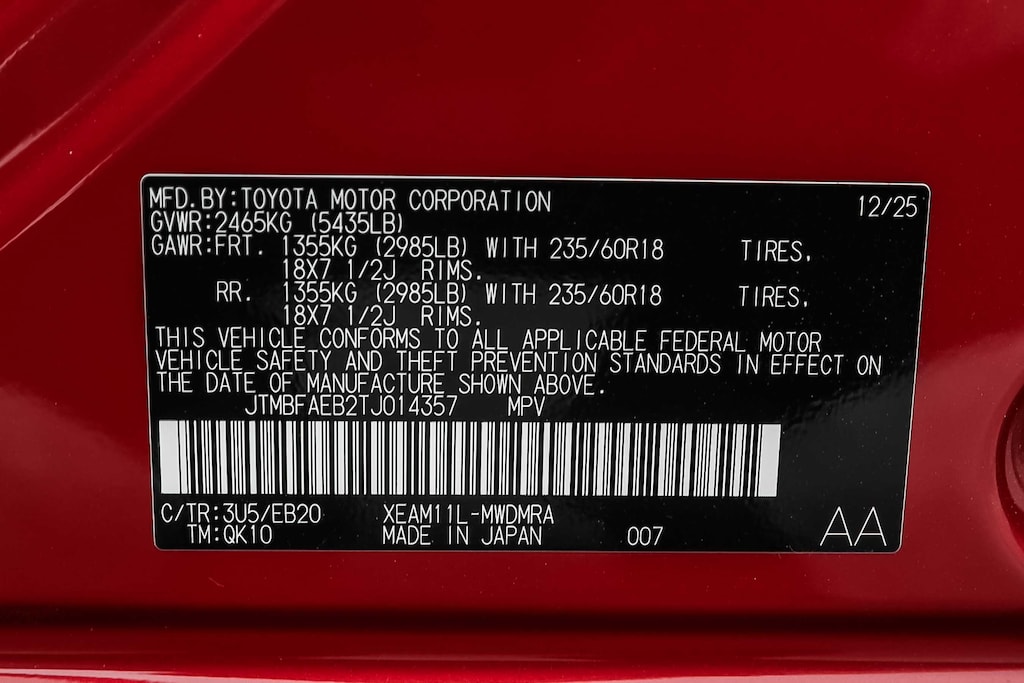 MFD.BY:TOYOTA MOTOR CORPORATION 12/25
GVWR:2465KG (5435LB)
GAWR:FRT. 1355KG (2985LB) WITH 235/60R18 TIRES,
18X7 1/2J RIMS.
RR. 1355KG (2985LB) WITH 235/60R18 TIRES,
18X7 1/2J RIMS.
THIS VEHICLE CONFORMS TO ALL APPLICABLE FEDERAL MOTOR
VEHICLE SAFETY AND THEFT PREVENTION STANDARDS IN EFFECT ON
THE DATE OF MANUFACTURE SHOWN ABOVE.
JTMBFAEB2TJ014357 MPV
C/TR:3U5/EB20 XEAM11L-MWDMRA
TM:QK10 MADE IN JAPAN 007 AA